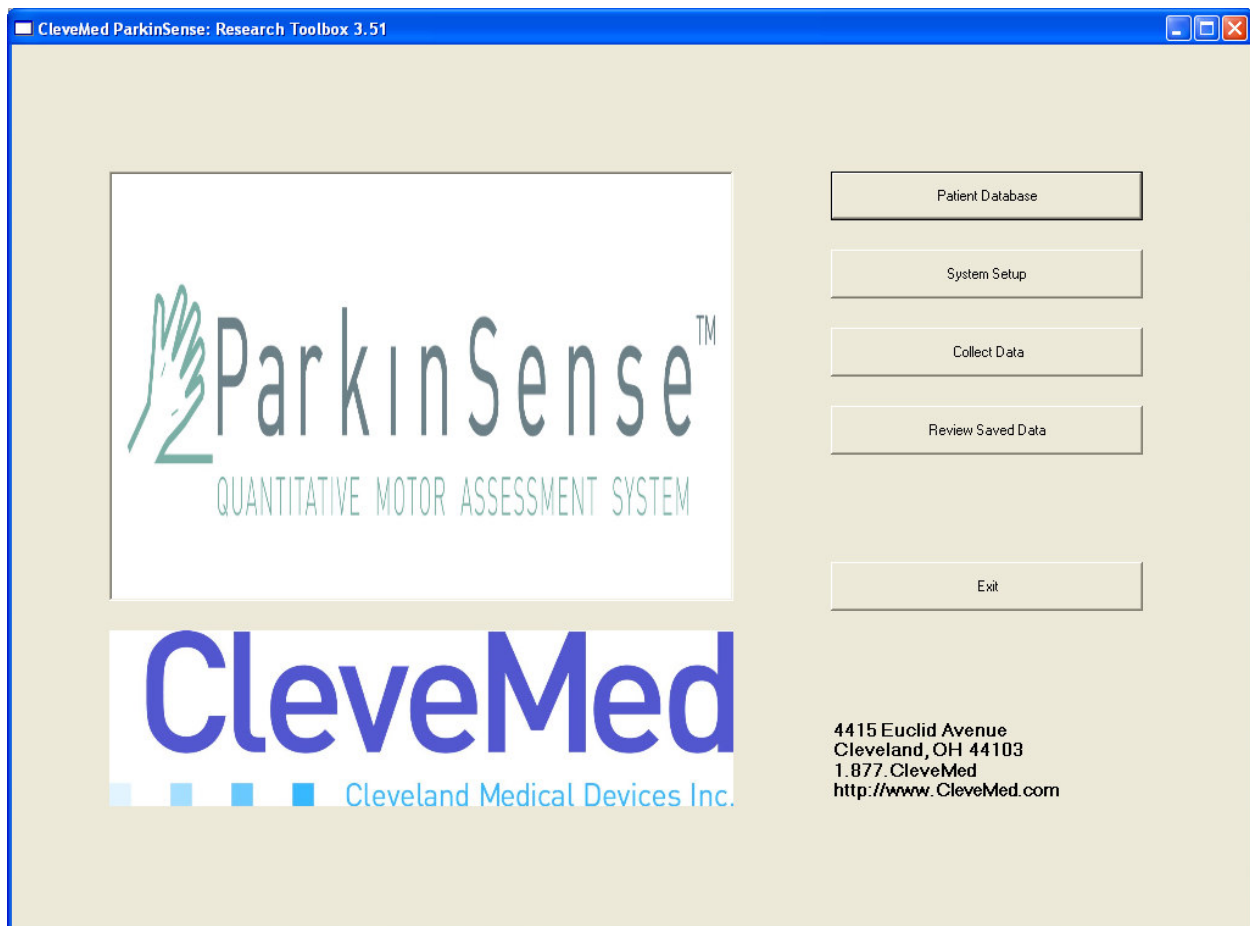 CleveMed ParkinSense: Research Toolbox 3.51
ParkinSense™
QUANTITATIVE MOTOR ASSESSMENT SYSTEM
CleveMed
Cleveland Medical Devices Inc.
Patient Database
System Setup
Collect Data
Review Saved Data
Exit
4415 Euclid Avenue
Cleveland, OH 44103
1.877.CleveMed
http://www.CleveMed.com